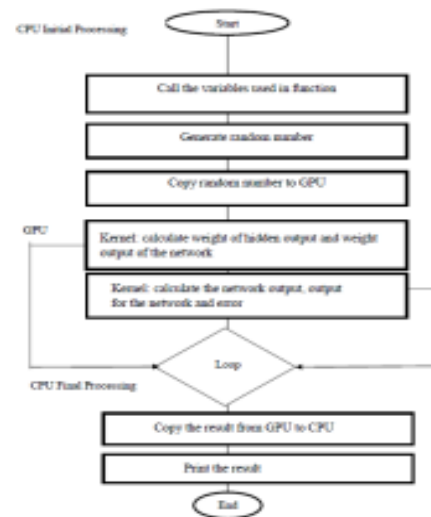 Start
CPU Initial Processing
Call the variables used in function
Generate random number
Copy random number to GPU
GPU
Kernel: calculate weight of hidden output and weight
output of the network
Kernel: calculate the network output, output
for the network and error
Loop
CPU Final Processing
Copy the result from GPU to CPU
Print the result
End